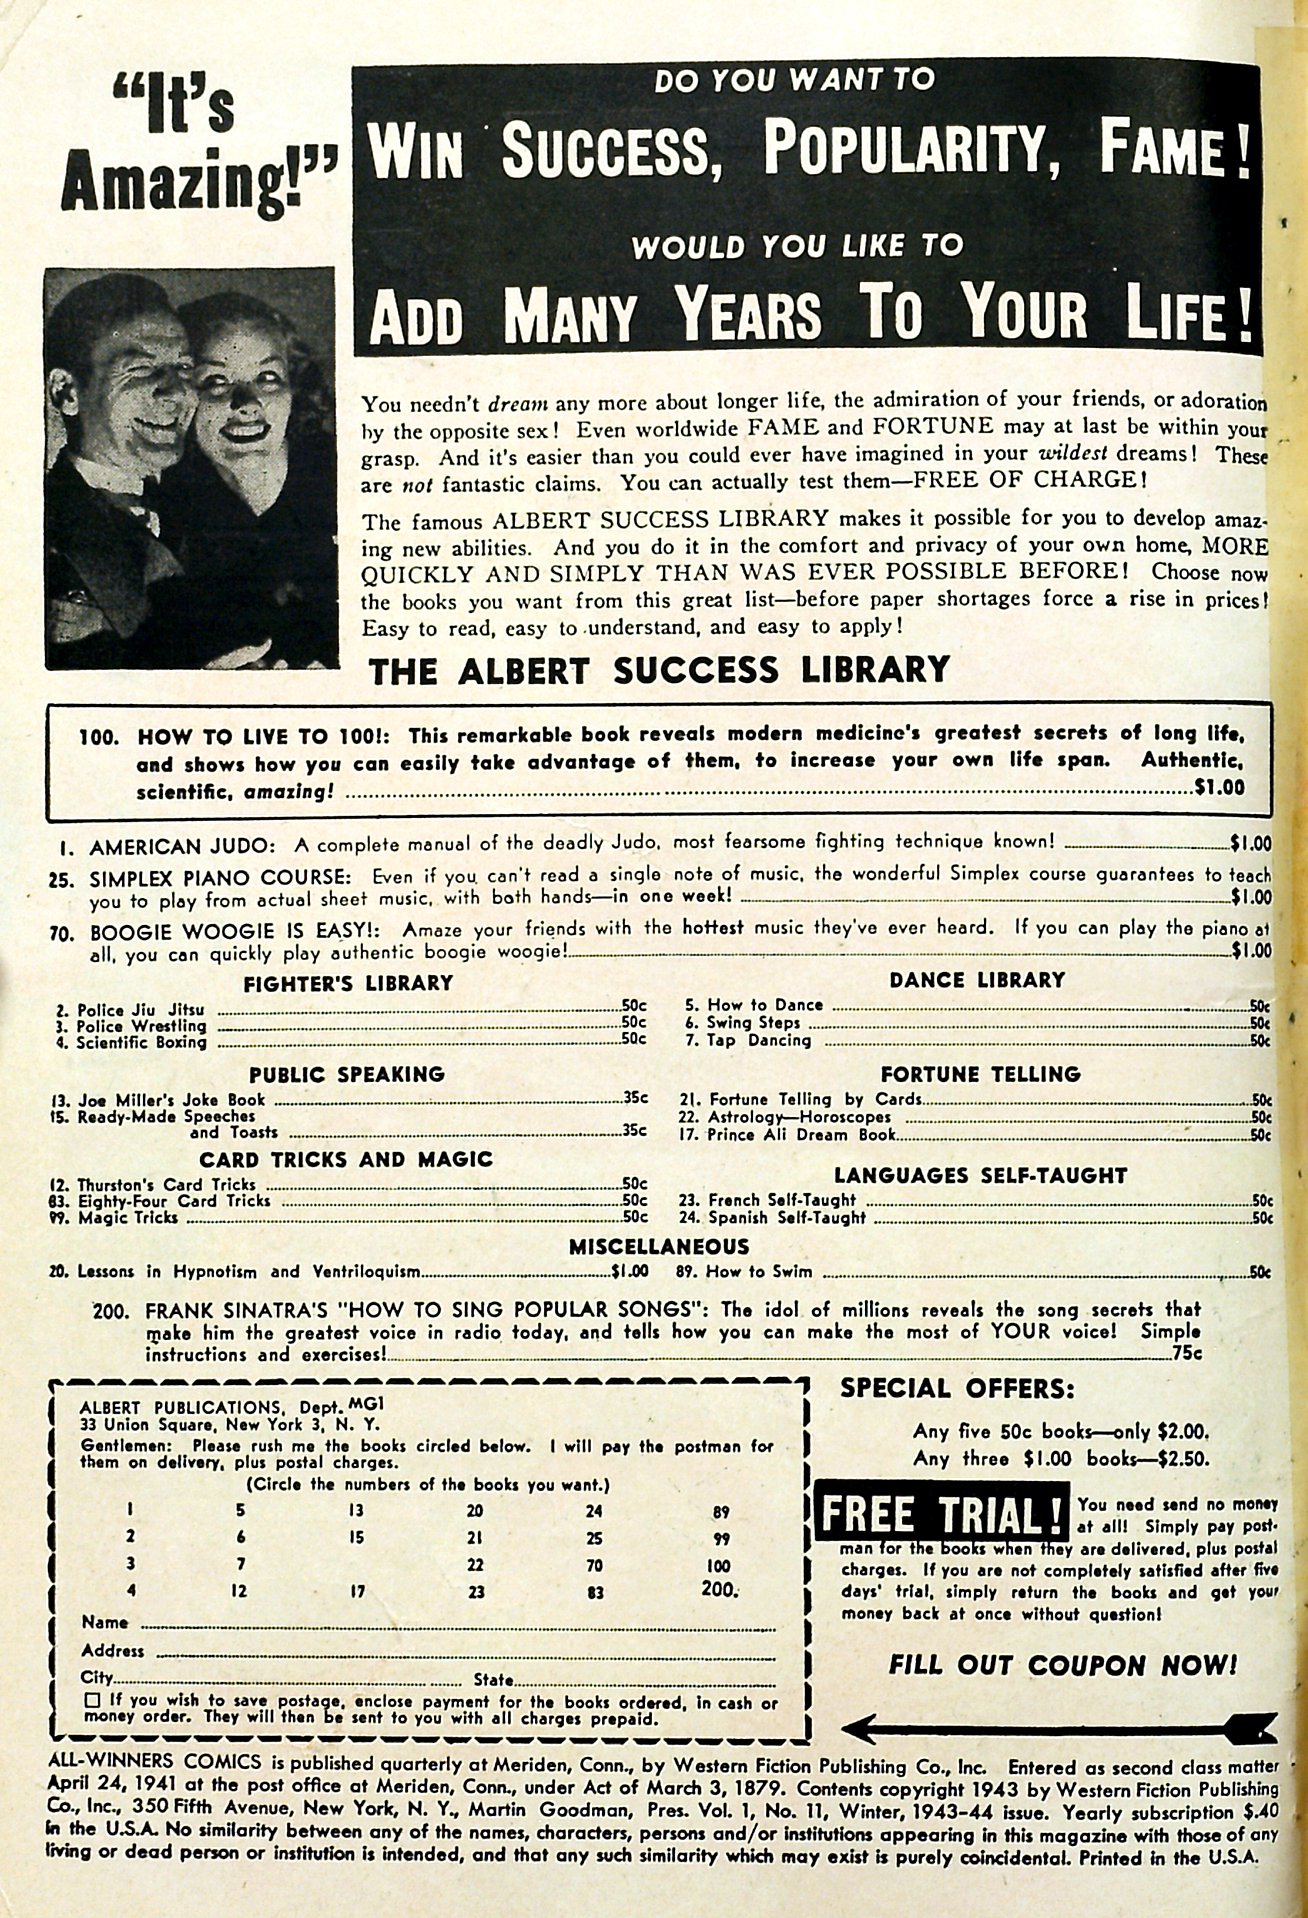 “It's
Amazing!”
DO YOU WANT TO
WIN SUCCESS, POPULARITY, FAME!
WOULD YOU LIKE TO
ADD MANY YEARS TO YOUR LIFE!
You needn't dream any more about longer life, the admiration of your friends, or adoration
by the opposite sex! Even worldwide FAME and FORTUNE may at last be within your
grasp. And it's easier than you could ever have imagined in your wildest dreams! These
are not fantastic claims. You can actually test them—FREE OF CHARGE!
The famous ALBERT SUCCESS LIBRARY makes it possible for you to develop amaz-
ing new abilities. And you do it in the comfort and privacy of your own home, MORE
QUICKLY AND SIMPLY THAN WAS EVER POSSIBLE BEFORE! Choose now
the books you want from this great list—before paper shortages force a rise in prices!
Easy to read, easy to understand, and easy to apply!
THE ALBERT SUCCESS LIBRARY
100. HOW TO LIVE TO 100!: This remarkable book reveals modern medicine's greatest secrets of long life,
and shows how you can easily take advantage of them, to increase your own life span. Authentic,
scientific, amazing! $1.00
1. AMERICAN JUDO: A complete manual of the deadly Judo, most fearsome fighting technique known! $1.00
25. SIMPLEX PIANO COURSE: Even if you can't read a single note of music, the wonderful Simplex course guarantees to teach
you to play from actual sheet music, with both hands—in one week! $1.00
70. BOOGIE WOOGIE IS EASY!: Amaze your friends with the hottest music they've ever heard. If you can play the piano at
all, you can quickly play authentic boogie woogie! $1.00
FIGHTER'S LIBRARY
2. Police Jiu Jitsu 50c
3. Police Wrestling 50c
4. Scientific Boxing 50c
PUBLIC SPEAKING
13. Joe Miller's Joke Book 35c
15. Ready-Made Speeches
and Toasts 35c
CARD TRICKS AND MAGIC
12. Thurston's Card Tricks 50c
83. Eighty-Four Card Tricks 50c
99. Magic Tricks 50c
DANCE LIBRARY
5. How to Dance 50c
6. Swing Steps 50c
7. Tap Dancing 50c
FORTUNE TELLING
21. Fortune Telling by Cards 50c
22. Astrology—Horoscopes 50c
17. Prince Ali Dream Book 50c
LANGUAGES SELF-TAUGHT
23. French Self-Taught 50c
24. Spanish Self-Taught 50c
MISCELLANEOUS
20. Lessons in Hypnotism and Ventriloquism $1.00 89. How to Swim 50c
200. FRANK SINATRA'S "HOW TO SING POPULAR SONGS": The idol of millions reveals the song secrets that
make him the greatest voice in radio today, and tells how you can make the most of YOUR voice! Simple
instructions and exercises! 75c
ALBERT PUBLICATIONS, Dept. MG1
33 Union Square, New York 3, N. Y.
Gentlemen: Please rush me the books circled below. I will pay the postman for
them on delivery, plus postal charges.
(Circle the numbers of the books you want.)
1 5 13 20 24 89
2 6 15 21 25 99
3 7 22 70 100
4 12 17 23 83 200.
Name
Address
City State
☐ If you wish to save postage, enclose payment for the books ordered, in cash or
money order. They will then be sent to you with all charges prepaid.
SPECIAL OFFERS:
Any five 50c books—only $2.00.
Any three $1.00 books—$2.50.
FREE TRIAL! You need send no money
at all! Simply pay post-
man for the books when they are delivered, plus postal
charges. If you are not completely satisfied after five
days' trial, simply return the books and get your
money back at once without question!
FILL OUT COUPON NOW!
ALL-WINNERS COMICS is published quarterly at Meriden, Conn., by Western Fiction Publishing Co., Inc. Entered as second class matter
April 24, 1941 at the post office at Meriden, Conn., under Act of March 3, 1879. Contents copyright 1943 by Western Fiction Publishing
Co., Inc., 350 Fifth Avenue, New York, N. Y., Martin Goodman, Pres. Vol. 1, No. 11, Winter, 1943-44 issue. Yearly subscription $.40
in the U.S.A. No similarity between any of the names, characters, persons and/or institutions appearing in this magazine with those of any
living or dead person or institution is intended, and that any such similarity which may exist is purely coincidental. Printed in the U.S.A.